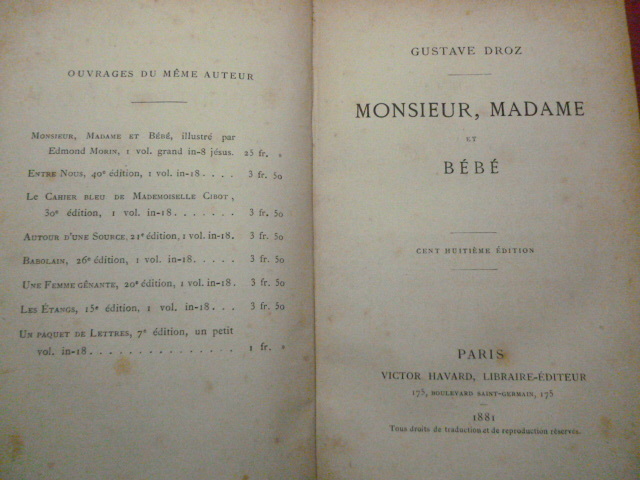 OUVRAGES DU MÊME AUTEUR
MONSIEUR, MADAME ET BÉBÉ, illustré par
Edmond MORIN, 1 vol. grand in-8 jésus. 25 fr. »
ENTRE NOUS, 40e édition, 1 vol. in-18 . . . . 3 fr. 50
LE CAHIER BLEU DE MADEMOISELLE CIBOT,
30e édition, 1 vol. in-18 . . . . . . . 3 fr. 50
AUTOUR D'UNE SOURCE, 21e édition, 1 vol. in-18. 3 fr. 50
BABOLAIN, 26e édition, 1 vol. in-18. . . . . . 3 fr. 50
UNE FEMME GÊNANTE, 20e édition, 1 vol. in-18. 3 fr. 50
LES ÉTANGS, 15e édition, 1 vol. in-18. . . . 3 fr. 50
UN PAQUET DE LETTRES, 7e édition, un petit
vol. in-18. . . . . . . . . . . . . . . . 1 fr. »
GUSTAVE DROZ
MONSIEUR, MADAME
ET
BÉBÉ
CENT HUITIÈME ÉDITION
PARIS
VICTOR HAVARD, LIBRAIRE-ÉDITEUR
175, BOULEVARD SAINT-GERMAIN, 175
1881
Tous droits de traduction et de reproduction réservés.